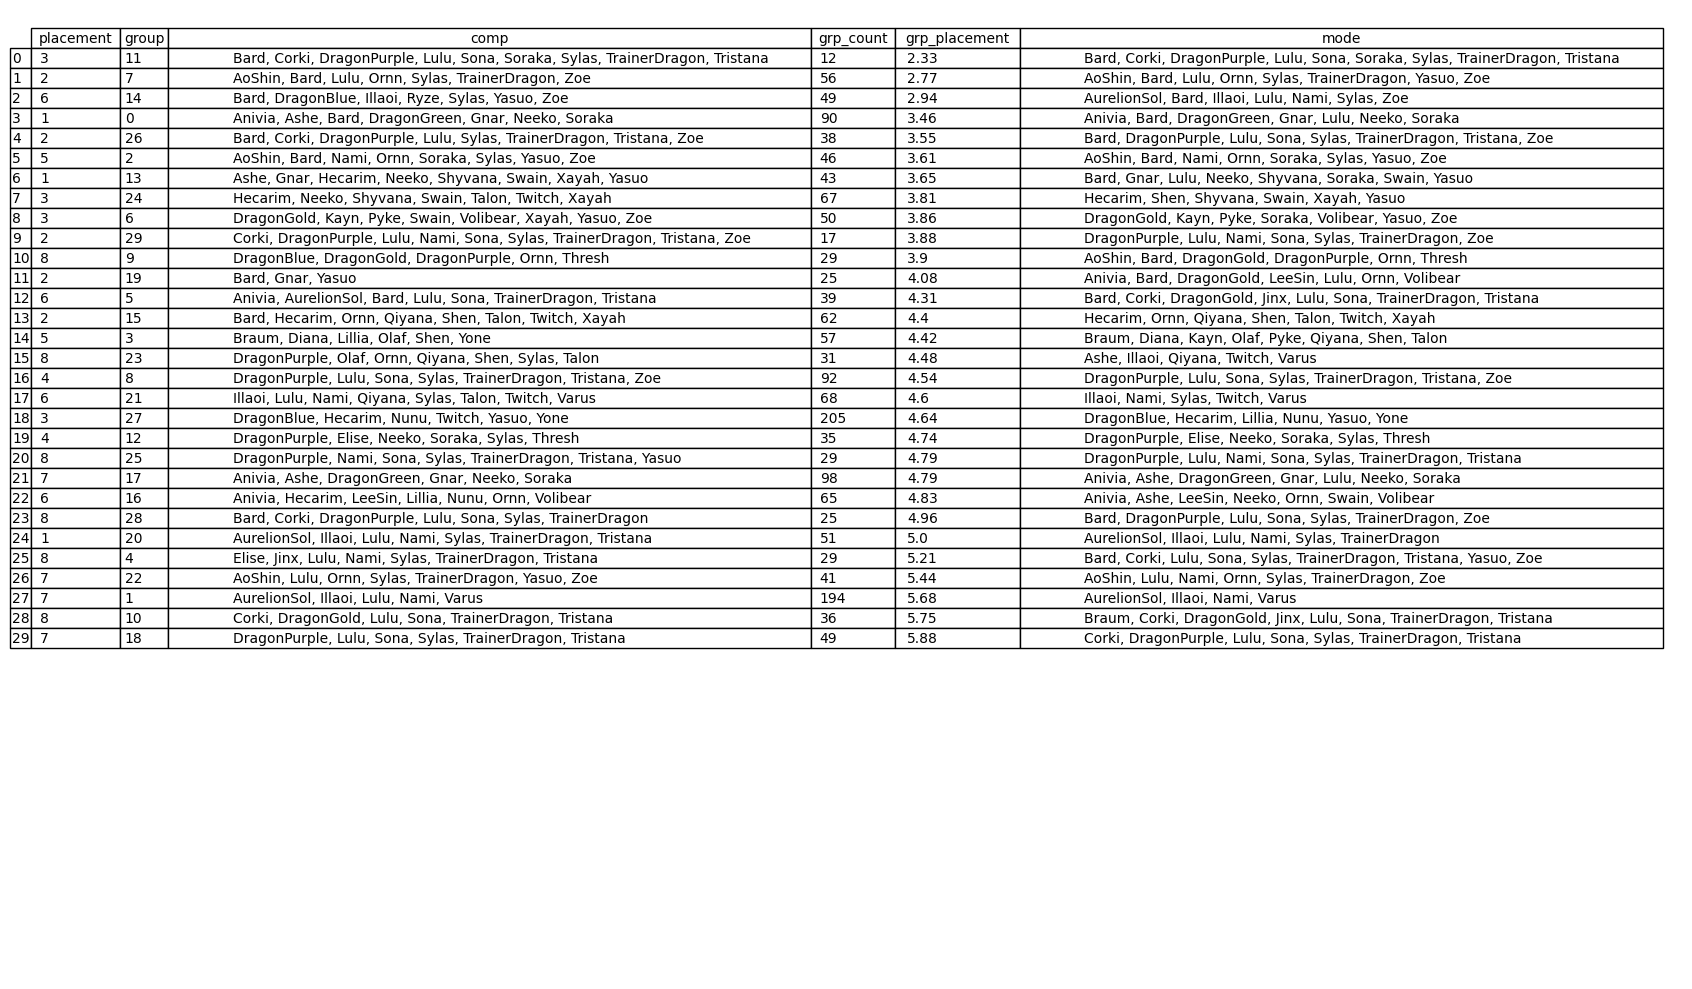 placement group comp grp_count grp_placement mode
0 3 11 Bard, Corki, DragonPurple, Lulu, Sona, Soraka, Sylas, TrainerDragon, Tristana 12 2.33 Bard, Corki, DragonPurple, Lulu, Sona, Soraka, Sylas, TrainerDragon, Tristana
1 2 7 AoShin, Bard, Lulu, Ornn, Sylas, TrainerDragon, Zoe 56 2.77 AoShin, Bard, Lulu, Ornn, Sylas, TrainerDragon, Yasuo, Zoe
2 6 14 Bard, DragonBlue, Illaoi, Ryze, Sylas, Yasuo, Zoe 49 2.94 AurelionSol, Bard, Illaoi, Lulu, Nami, Sylas, Zoe
3 1 0 Anivia, Ashe, Bard, DragonGreen, Gnar, Neeko, Soraka 90 3.46 Anivia, Bard, DragonGreen, Gnar, Lulu, Neeko, Soraka
4 2 26 Bard, Corki, DragonPurple, Lulu, Sylas, TrainerDragon, Tristana, Zoe 38 3.55 Bard, DragonPurple, Lulu, Sona, Sylas, TrainerDragon, Tristana, Zoe
5 5 2 AoShin, Bard, Nami, Ornn, Soraka, Sylas, Yasuo, Zoe 46 3.61 AoShin, Bard, Nami, Ornn, Soraka, Sylas, Yasuo, Zoe
6 1 13 Ashe, Gnar, Hecarim, Neeko, Shyvana, Swain, Xayah, Yasuo 43 3.65 Bard, Gnar, Lulu, Neeko, Shyvana, Soraka, Swain, Yasuo
7 3 24 Hecarim, Neeko, Shyvana, Swain, Talon, Twitch, Xayah 67 3.81 Hecarim, Shen, Shyvana, Swain, Xayah, Yasuo
8 3 6 DragonGold, Kayn, Pyke, Swain, Volibear, Xayah, Yasuo, Zoe 50 3.86 DragonGold, Kayn, Pyke, Soraka, Volibear, Yasuo, Zoe
9 2 29 Corki, DragonPurple, Lulu, Nami, Sona, Sylas, TrainerDragon, Tristana, Zoe 17 3.88 DragonPurple, Lulu, Nami, Sona, Sylas, TrainerDragon, Zoe
10 8 9 DragonBlue, DragonGold, DragonPurple, Ornn, Thresh 29 3.9 AoShin, Bard, DragonGold, DragonPurple, Ornn, Thresh
11 2 19 Bard, Gnar, Yasuo 25 4.08 Anivia, Bard, DragonGold, LeeSin, Lulu, Ornn, Volibear
12 6 5 Anivia, AurelionSol, Bard, Lulu, Sona, TrainerDragon, Tristana 39 4.31 Bard, Corki, DragonGold, Jinx, Lulu, Sona, TrainerDragon, Tristana
13 2 15 Bard, Hecarim, Ornn, Qiyana, Shen, Talon, Twitch, Xayah 62 4.4 Hecarim, Ornn, Qiyana, Shen, Talon, Twitch, Xayah
14 5 3 Braum, Diana, Lillia, Olaf, Shen, Yone 57 4.42 Braum, Diana, Kayn, Olaf, Pyke, Qiyana, Shen, Talon
15 8 23 DragonPurple, Olaf, Ornn, Qiyana, Shen, Sylas, Talon 31 4.48 Ashe, Illaoi, Qiyana, Twitch, Varus
16 4 8 DragonPurple, Lulu, Sona, Sylas, TrainerDragon, Tristana, Zoe 92 4.54 DragonPurple, Lulu, Sona, Sylas, TrainerDragon, Tristana, Zoe
17 6 21 Illaoi, Lulu, Nami, Qiyana, Sylas, Talon, Twitch, Varus 68 4.6 Illaoi, Nami, Sylas, Twitch, Varus
18 3 27 DragonBlue, Hecarim, Nunu, Twitch, Yasuo, Yone 205 4.64 DragonBlue, Hecarim, Lillia, Nunu, Yasuo, Yone
19 4 12 DragonPurple, Elise, Neeko, Soraka, Sylas, Thresh 35 4.74 DragonPurple, Elise, Neeko, Soraka, Sylas, Thresh
20 8 25 DragonPurple, Nami, Sona, Sylas, TrainerDragon, Tristana, Yasuo 29 4.79 DragonPurple, Lulu, Nami, Sona, Sylas, TrainerDragon, Tristana
21 7 17 Anivia, Ashe, DragonGreen, Gnar, Neeko, Soraka 98 4.79 Anivia, Ashe, DragonGreen, Gnar, Lulu, Neeko, Soraka
22 6 16 Anivia, Hecarim, LeeSin, Lillia, Nunu, Ornn, Volibear 65 4.83 Anivia, Ashe, LeeSin, Neeko, Ornn, Swain, Volibear
23 8 28 Bard, Corki, DragonPurple, Lulu, Sona, Sylas, TrainerDragon 25 4.96 Bard, DragonPurple, Lulu, Sona, Sylas, TrainerDragon, Zoe
24 1 20 AurelionSol, Illaoi, Lulu, Nami, Sylas, TrainerDragon, Tristana 51 5.0 AurelionSol, Illaoi, Lulu, Nami, Sylas, TrainerDragon
25 8 4 Elise, Jinx, Lulu, Nami, Sylas, TrainerDragon, Tristana 29 5.21 Bard, Corki, Lulu, Sona, Sylas, TrainerDragon, Tristana, Yasuo, Zoe
26 7 22 AoShin, Lulu, Ornn, Sylas, TrainerDragon, Yasuo, Zoe 41 5.44 AoShin, Lulu, Nami, Ornn, Sylas, TrainerDragon, Zoe
27 7 1 AurelionSol, Illaoi, Lulu, Nami, Varus 194 5.68 AurelionSol, Illaoi, Nami, Varus
28 8 10 Corki, DragonGold, Lulu, Sona, TrainerDragon, Tristana 36 5.75 Braum, Corki, DragonGold, Jinx, Lulu, Sona, TrainerDragon, Tristana
29 7 18 DragonPurple, Lulu, Sona, Sylas, TrainerDragon, Tristana 49 5.88 Corki, DragonPurple, Lulu, Sona, Sylas, TrainerDragon, Tristana